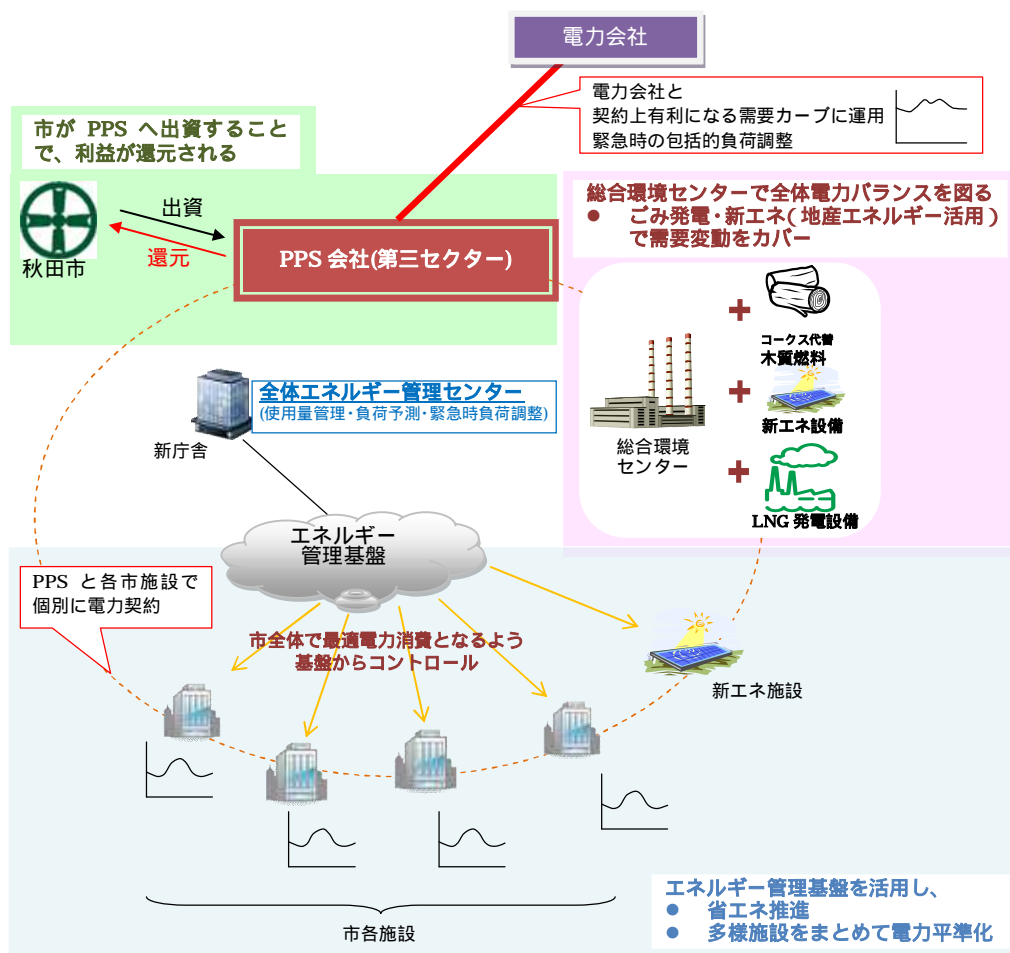 電力会社
電力会社と
契約上有利になる需要カーブに運用
緊急時の包括的負荷調整
市が PPS へ出資すること
で、利益が還元される
出資
還元
秋田市
PPS 会社(第三セクター)
総合環境センターで全体電力バランスを図る
● ごみ発電・新エネ(地産エネルギー活用)
で需要変動をカバー
コークス代替
木質燃料
新エネ設備
LNG 発電設備
総合環境
センター
全体エネルギー管理センター
(使用量管理・負荷予測・緊急時負荷調整)
新庁舎
エネルギー
管理基盤
PPS と各市施設で
個別に電力契約
市全体で最適電力消費となるよう
基盤からコントロール
新エネ施設
市各施設
エネルギー管理基盤を活用し、
● 省エネ推進
● 多様施設をまとめて電力平準化